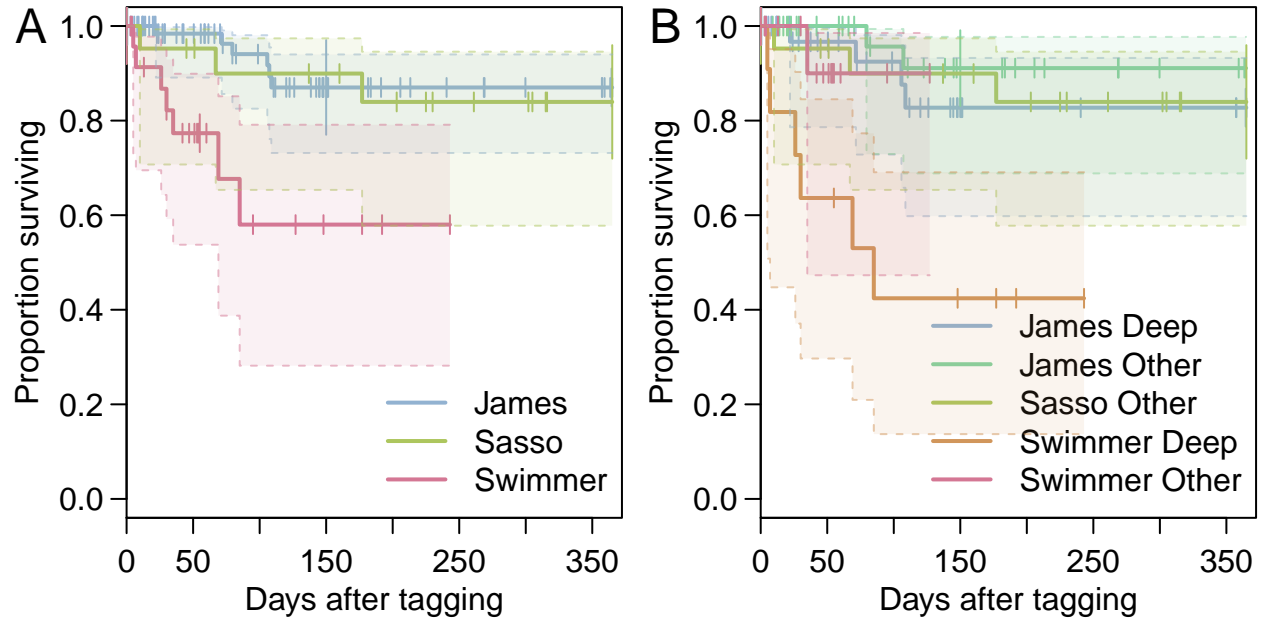 A
Proportion surviving
1.0
0.8
0.6
0.4
0.2
0.0
James
Sasso
Swimmer
0 50 150 250 350
Days after tagging
B
Proportion surviving
1.0
0.8
0.6
0.4
0.2
0.0
James Deep
James Other
Sasso Other
Swimmer Deep
Swimmer Other
0 50 150 250 350
Days after tagging